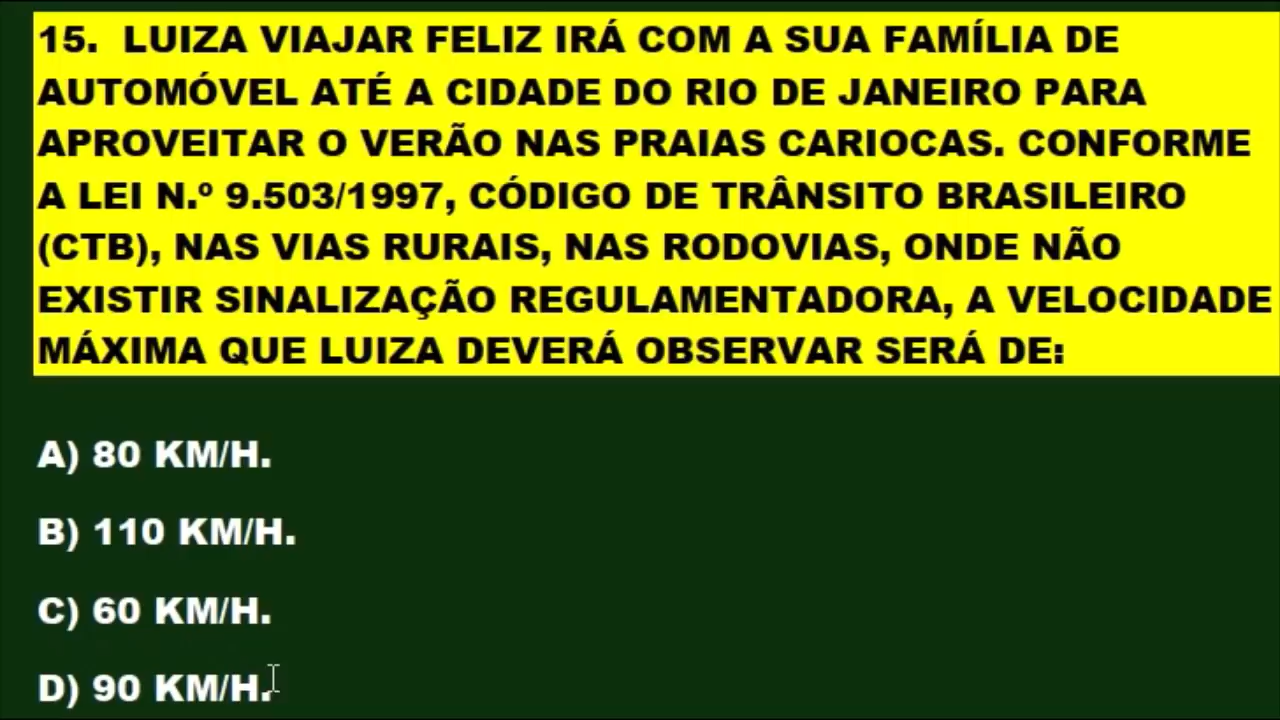 15. LUIZA VIAJAR FELIZ IRÁ COM A SUA FAMÍLIA DE
AUTOMÓVEL ATÉ A CIDADE DO RIO DE JANEIRO PARA
APROVEITAR O VERÃO NAS PRAIAS CARIOCAS. CONFORME
A LEI N.º 9.503/1997, CÓDIGO DE TRÂNSITO BRASILEIRO
(CTB), NAS VIAS RURAIS, NAS RODOVIAS, ONDE NÃO
EXISTIR SINALIZAÇÃO REGULAMENTADORA, A VELOCIDADE
MÁXIMA QUE LUIZA DEVERÁ OBSERVAR SERÁ DE:
A) 80 KM/H.
B) 110 KM/H.
C) 60 KM/H.
D) 90 KM/H.